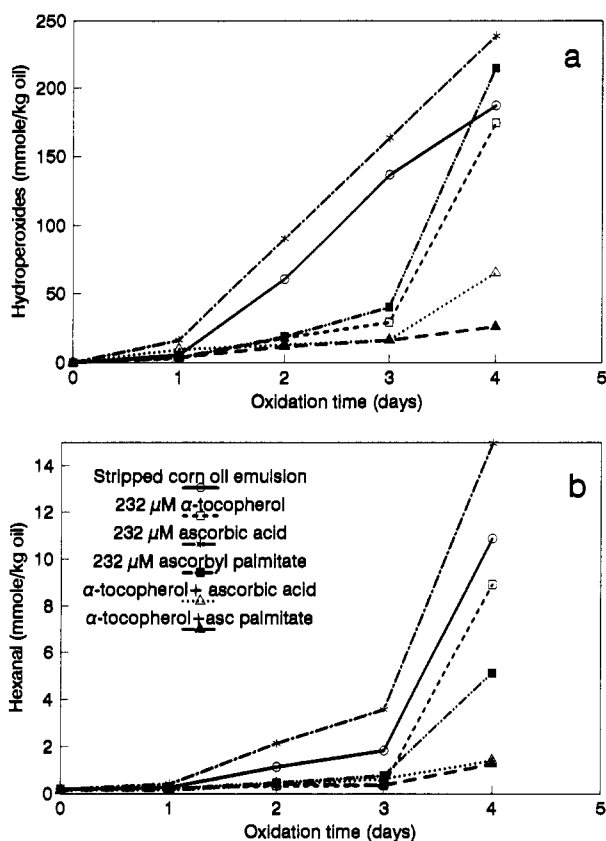 a
250
200
150
100
50
0
Hydroperoxides (mmole/kg oil)
0 1 2 3 4 5
Oxidation time (days)
b
14
12
10
8
6
4
2
0
Hexanal (mmole/kg oil)
Stripped corn oil emulsion
232 µM α-tocopherol
232 µM ascorbic acid
232 µM ascorbyl palmitate
α-tocopherol + ascorbic acid
α-tocopherol +asc palmitate
0 1 2 3 4 5
Oxidation time (days)